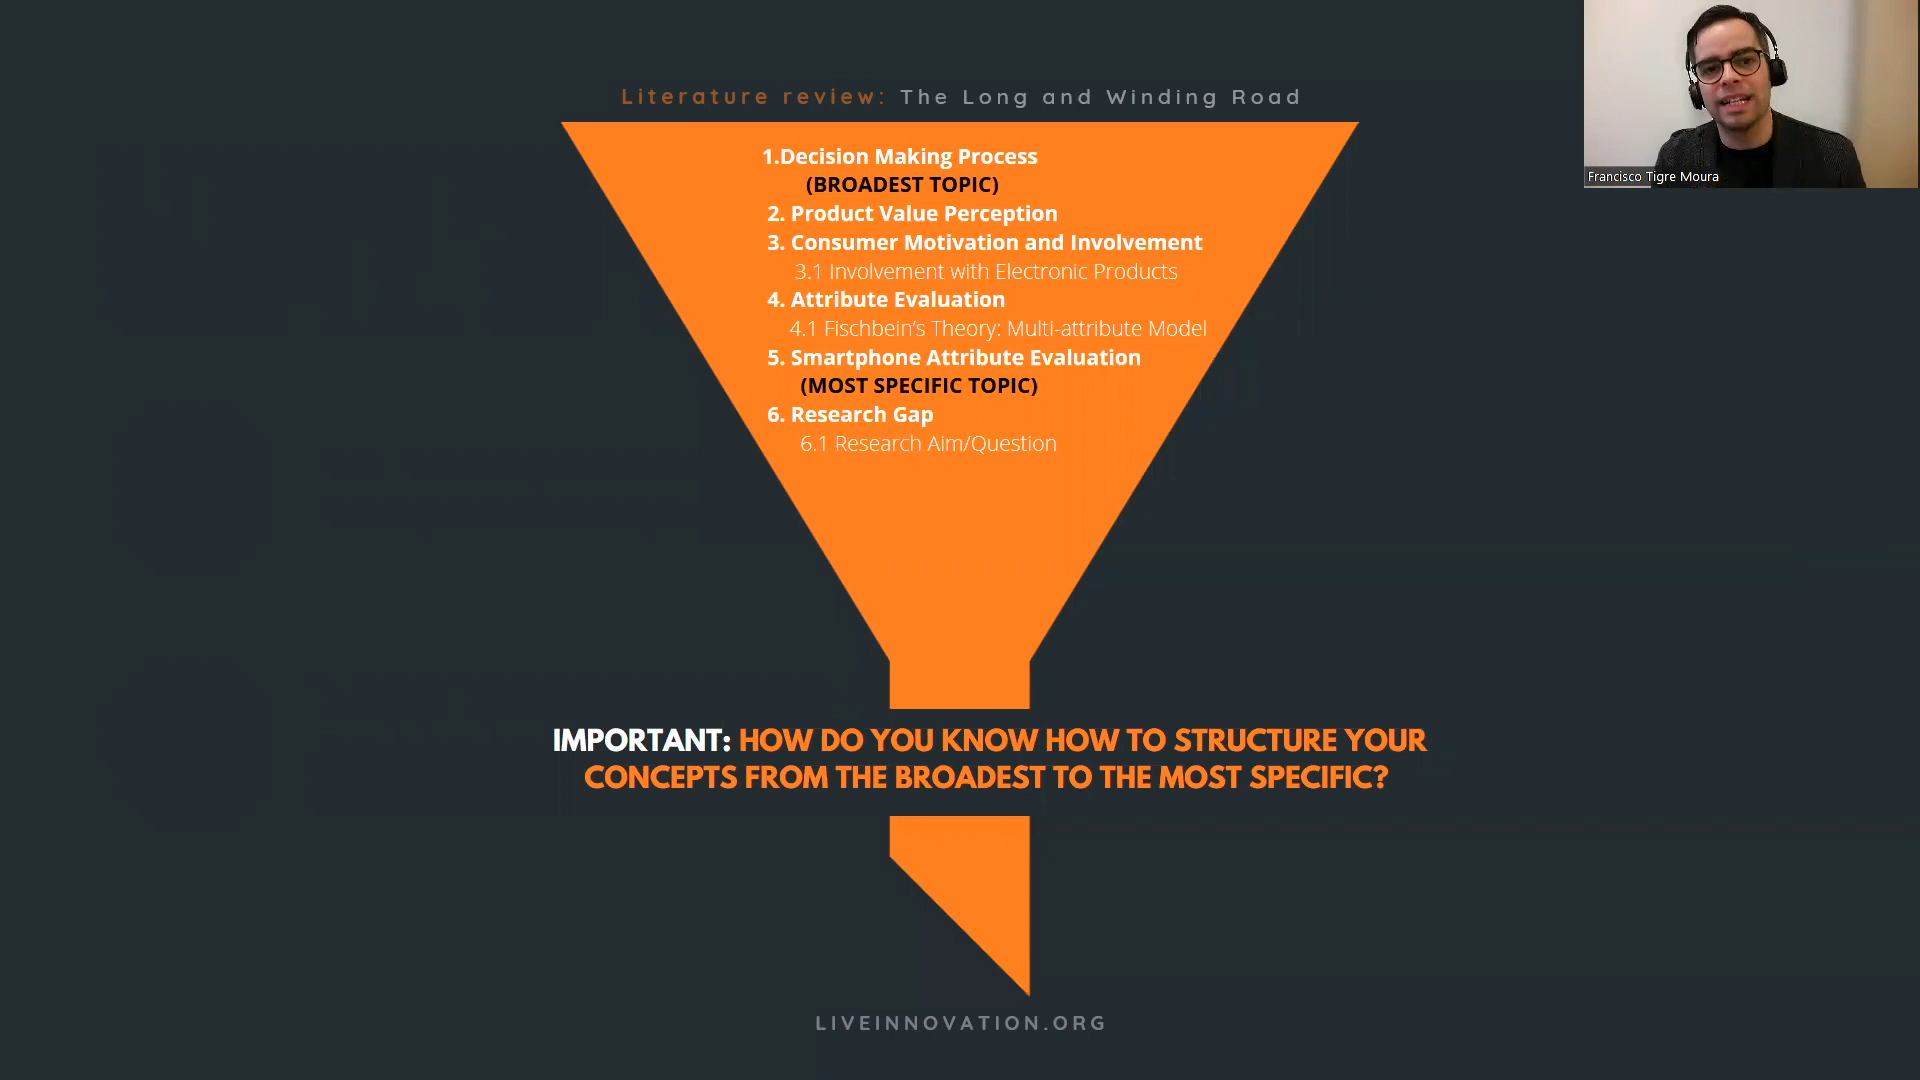 Literature review: The Long and Winding Road
1.Decision Making Process
(BROADEST TOPIC)
2. Product Value Perception
3. Consumer Motivation and Involvement
3.1 Involvement with Electronic Products
4. Attribute Evaluation
4.1 Fischbein’s Theory: Multi-attribute Model
5. Smartphone Attribute Evaluation
(MOST SPECIFIC TOPIC)
6. Research Gap
6.1 Research Aim/Question
IMPORTANT: HOW DO YOU KNOW HOW TO STRUCTURE YOUR
CONCEPTS FROM THE BROADEST TO THE MOST SPECIFIC?
LIVEINNOVATION.ORG
Francisco Tigre Moura